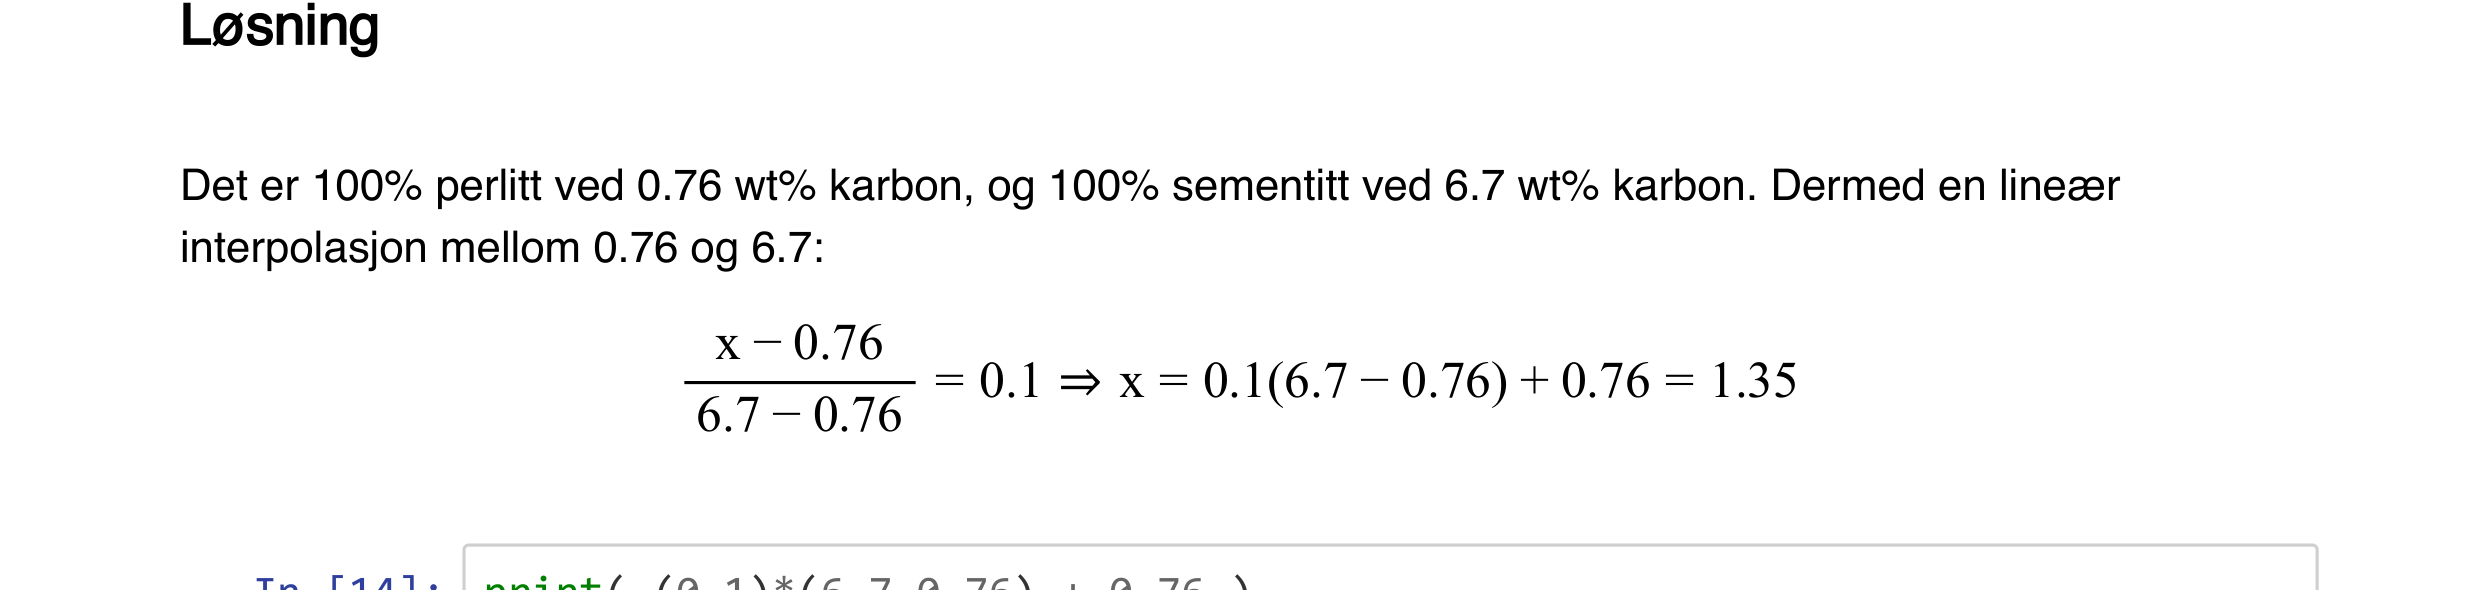 Løsning
Det er 100% perlitt ved 0.76 wt% karbon, og 100% sementitt ved 6.7 wt% karbon. Dermed en lineær
interpolasjon mellom 0.76 og 6.7:
x − 0.76
6.7 − 0.76
= 0.1 ⇒ x = 0.1(6.7 − 0.76) + 0.76 = 1.35
In [14]: print( (0.1)*(6.7-0.76) + 0.76 )